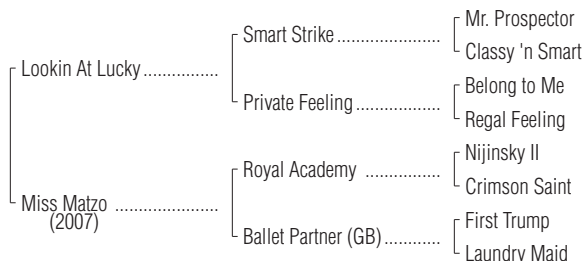 Mr. Prospector
Smart Strike ......................
Classy 'n Smart
Lookin At Lucky ...............
Belong to Me
Private Feeling ..................
Regal Feeling
Nijinsky II
Royal Academy ................
Crimson Saint
Miss Matzo .....................
(2007)
First Trump
Ballet Partner (GB) ............
Laundry Maid